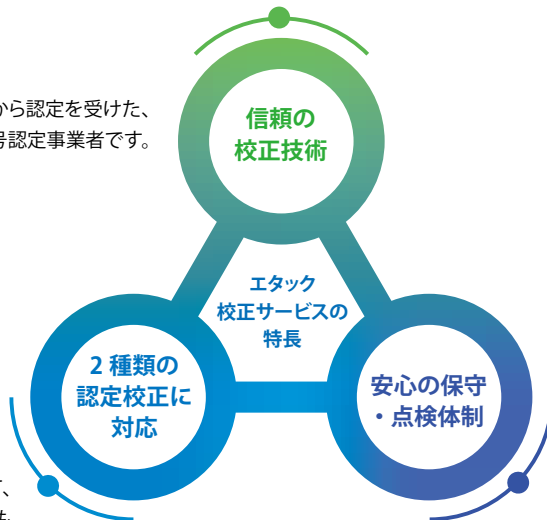 から認定を受けた、
号認定事業者です。
信頼の
校正技術
エタック
校正サービスの
特長
2 種類の
認定校正に
対応
安心の保守
・点検体制
、